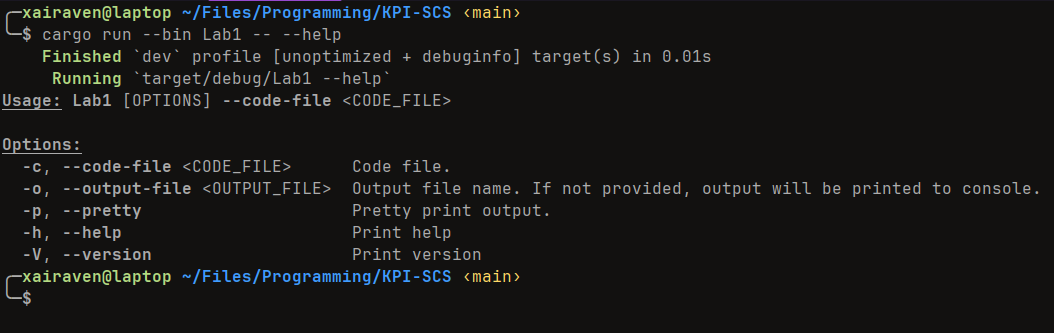 ╭─xairaven@laptop ~/Files/Programming/KPI-SCS ‹main›
╰─$ cargo run --bin Lab1 -- --help
    Finished `dev` profile [unoptimized + debuginfo] target(s) in 0.01s
     Running `target/debug/Lab1 --help`
Usage: Lab1 [OPTIONS] --code-file <CODE_FILE>

Options:
  -c, --code-file <CODE_FILE>      Code file.
  -o, --output-file <OUTPUT_FILE>  Output file name. If not provided, output will be printed to console.
  -p, --pretty                     Pretty print output.
  -h, --help                       Print help
  -V, --version                    Print version
╭─xairaven@laptop ~/Files/Programming/KPI-SCS ‹main›
╰─$